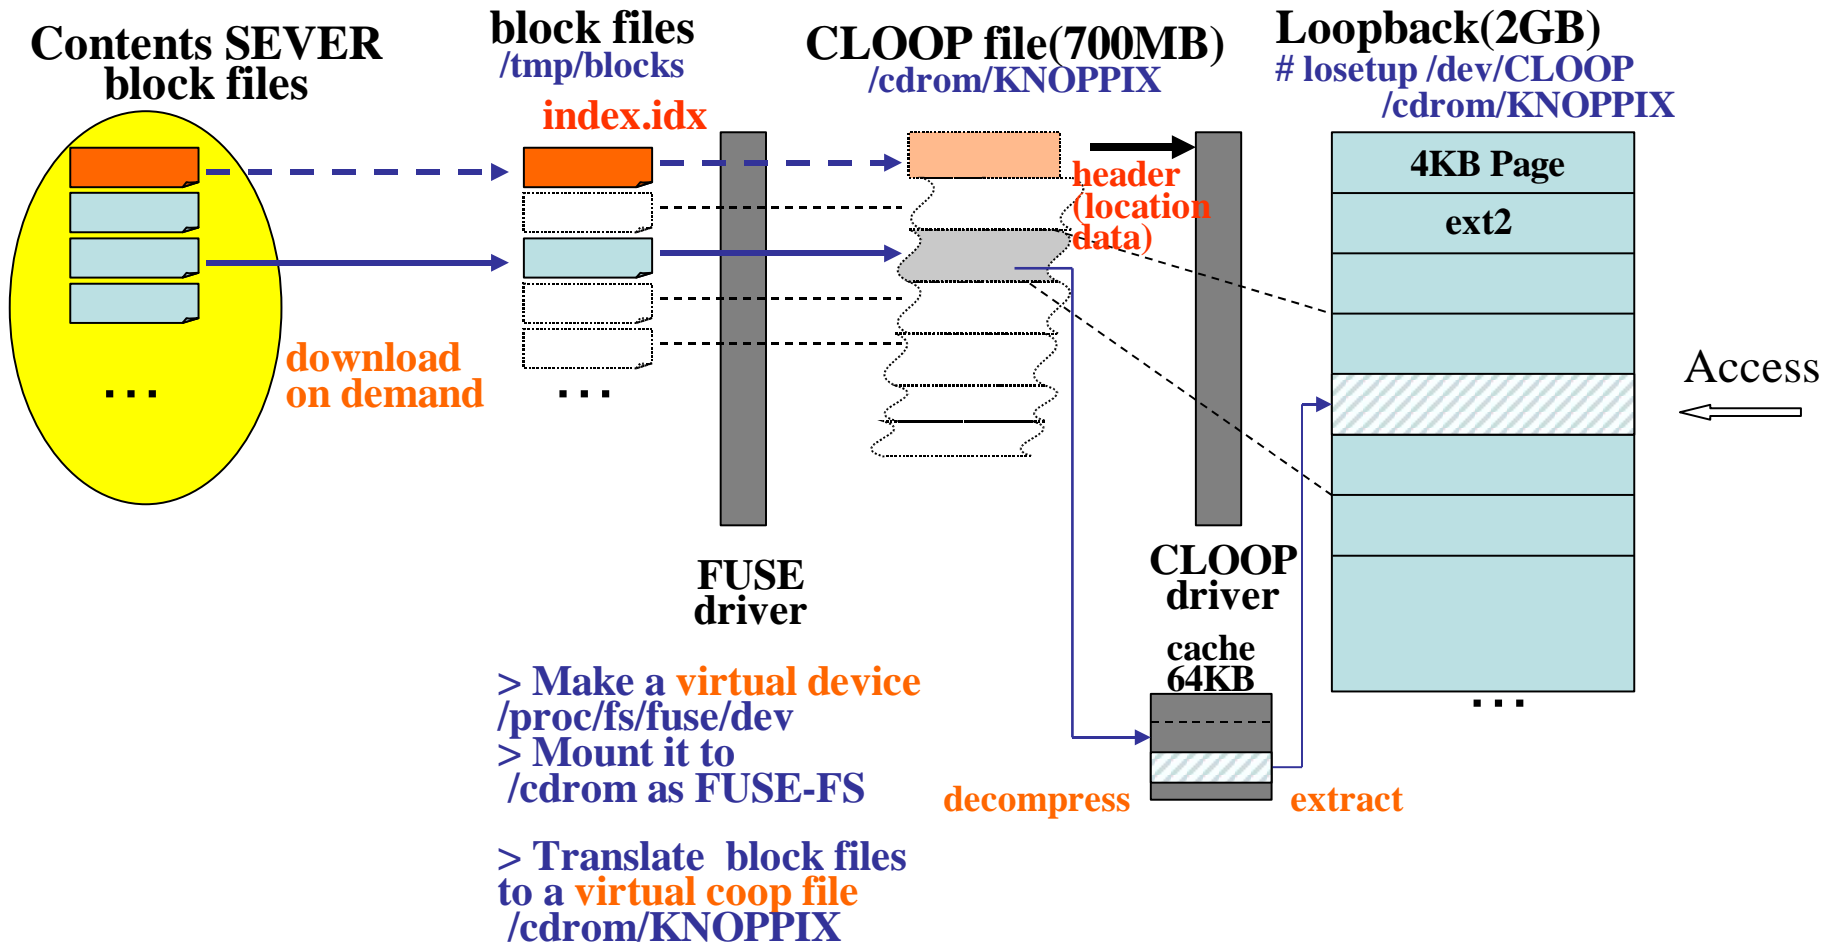 Contents SEVER
block files
block files
/tmp/blocks
index.idx
CLOOP file(700MB)
/cdrom/KNOPPIX
Loopback(2GB)
# losetup /dev/CLOOP
/cdrom/KNOPPIX
header
(location
data)
4KB Page
ext2
download
on demand
...
...
Access
FUSE
driver
CLOOP
driver
cache
64KB
...
decompress
extract
> Make a virtual device
/proc/fs/fuse/dev
> Mount it to
/cdrom as FUSE-FS
> Translate block files
to a virtual coop file
/cdrom/KNOPPIX